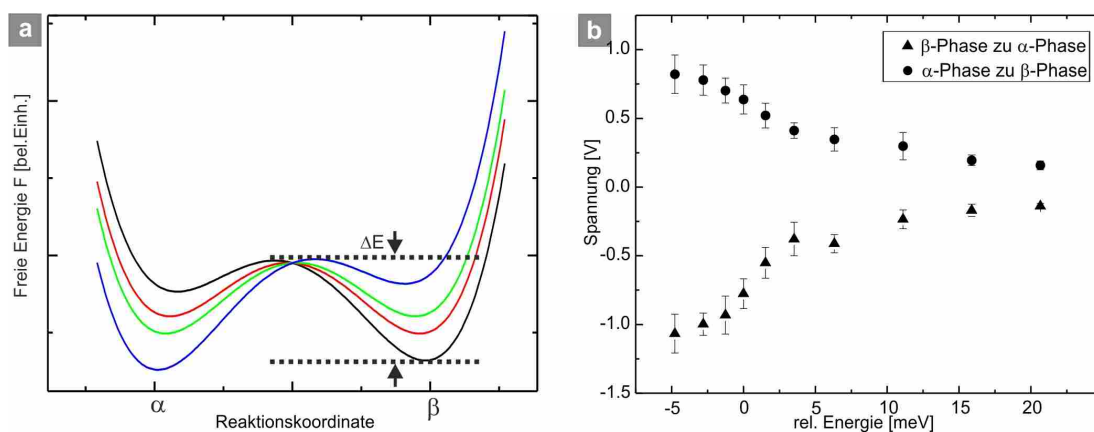 a
Freie Energie F [bel.Einh.]
ΔE
α
β
Reaktionskoordinate
b
Spannung [V]
1.0
0.5
0.0
-0.5
-1.0
-1.5
β-Phase zu α-Phase
α-Phase zu β-Phase
-5 0 5 10 15 20
rel. Energie [meV]